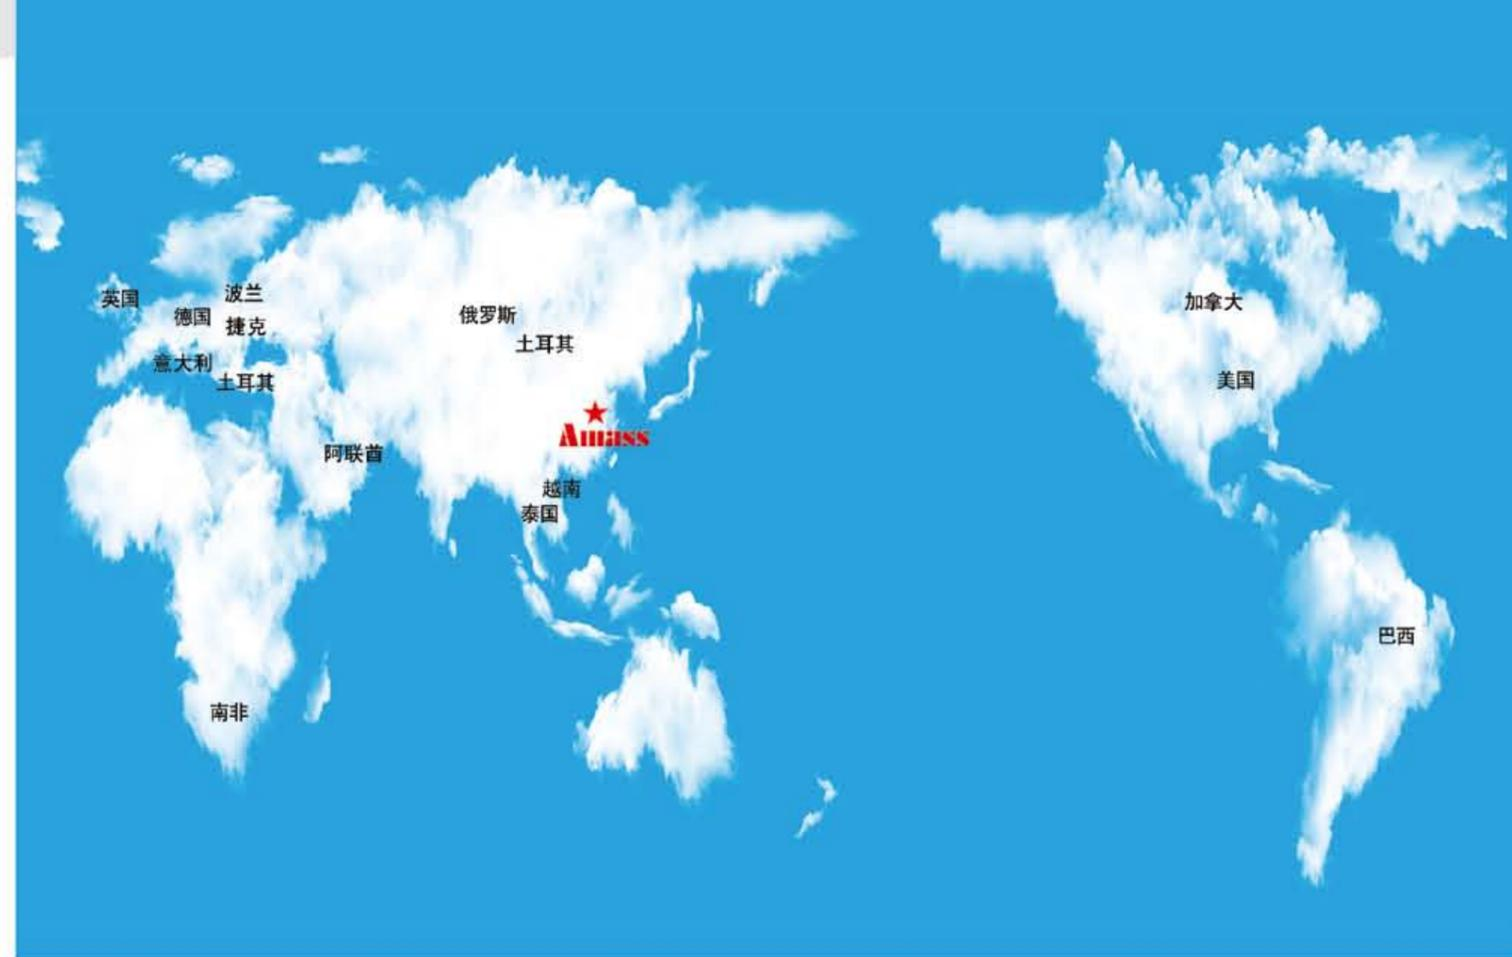 英国
波兰
德国
捷克
意大利
土耳其
俄罗斯
土耳其
Amass
阿联酋
越南
泰国
南非
加拿大
美国
巴西